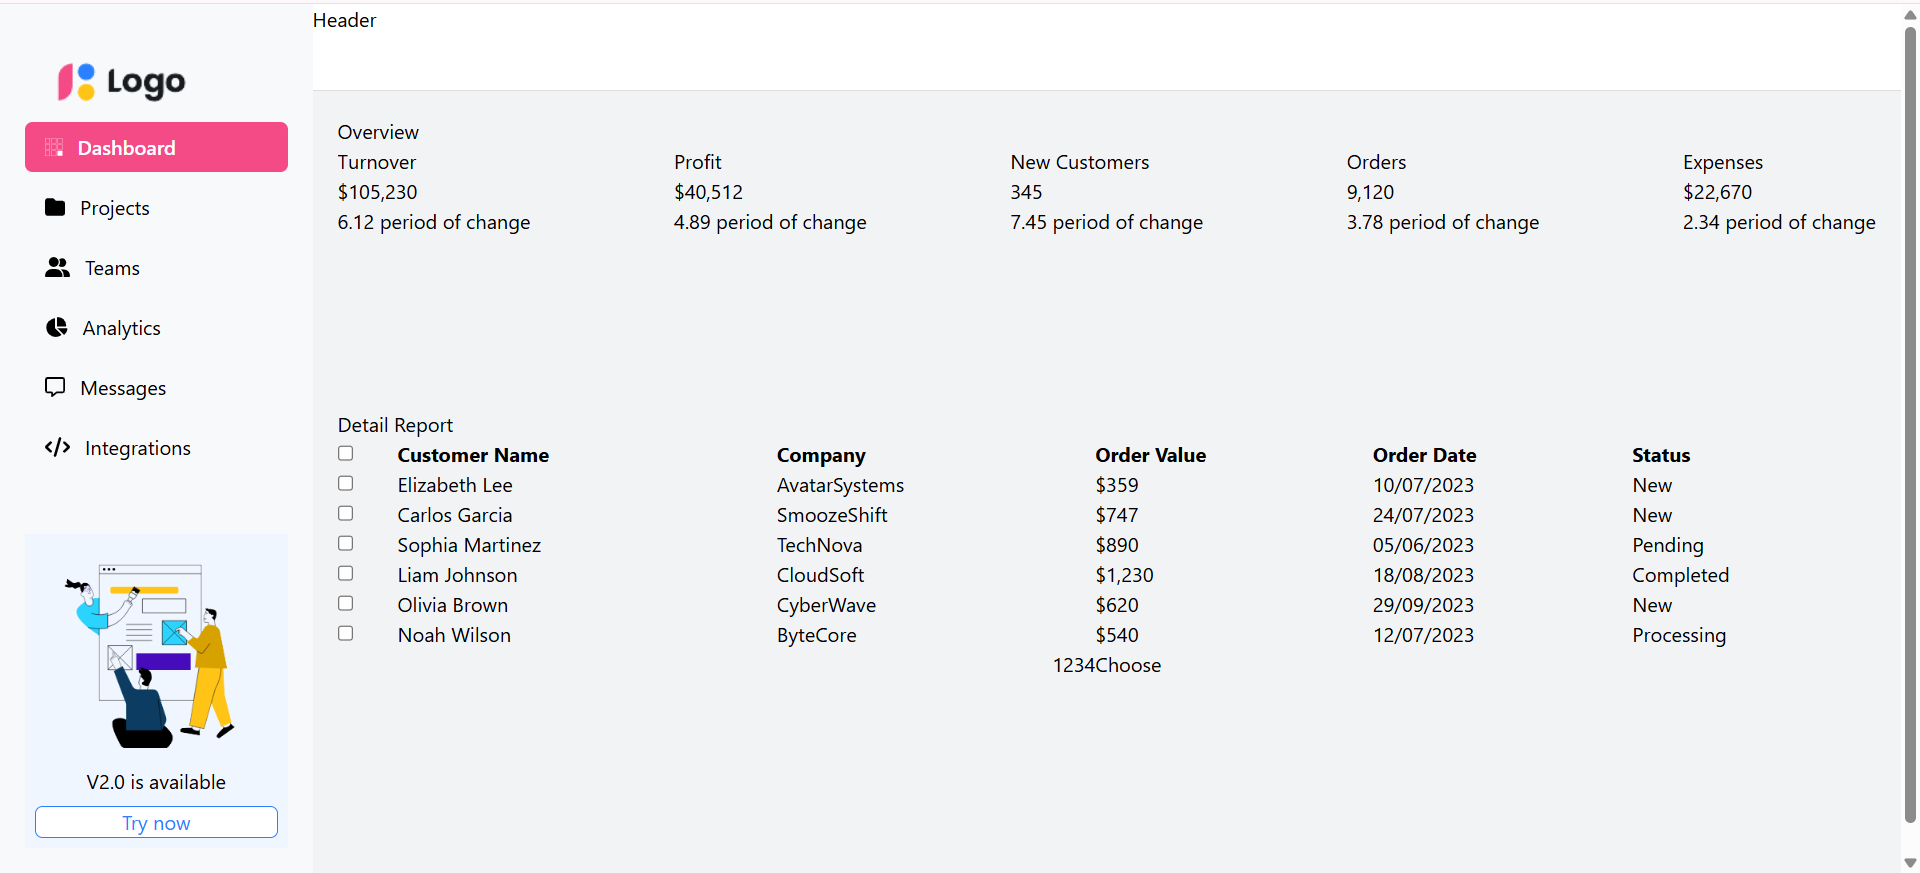 Header
Logo
Dashboard
Projects
Teams
Analytics
Messages
Integrations
V2.0 is available
Try now
Overview
Turnover Profit New Customers Orders Expenses
$105,230 $40,512 345 9,120 $22,670
6.12 period of change 4.89 period of change 7.45 period of change 3.78 period of change 2.34 period of change
Detail Report
Customer Name Company Order Value Order Date Status
Elizabeth Lee AvatarSystems $359 10/07/2023 New
Carlos Garcia SmoozeShift $747 24/07/2023 New
Sophia Martinez TechNova $890 05/06/2023 Pending
Liam Johnson CloudSoft $1,230 18/08/2023 Completed
Olivia Brown CyberWave $620 29/09/2023 New
Noah Wilson ByteCore $540 12/07/2023 Processing
1234Choose